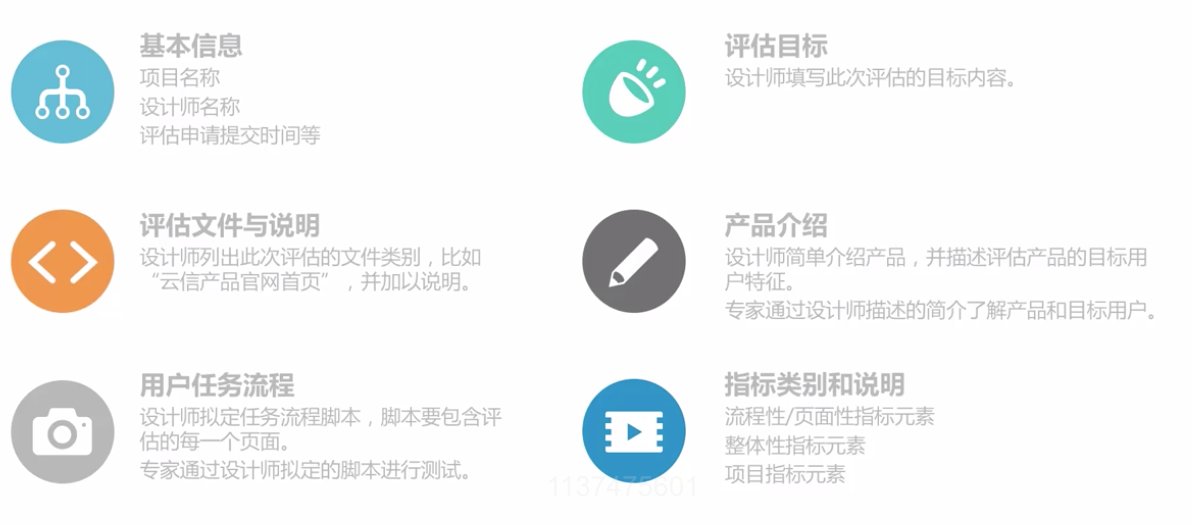 基本信息
项目名称
设计师名称
评估申请提交时间等
评估目标
设计师填写此次评估的目标内容。
评估文件与说明
设计师列出此次评估的文件类别，比如
“云信产品官网首页”，并加以说明。
产品介绍
设计师简单介绍产品，并描述评估产品的目标用
户特征。
专家通过设计师描述的简介了解产品和目标用户。
用户任务流程
设计师拟定任务流程脚本，脚本要包含评
估的每一个页面。
专家通过设计师拟定的脚本进行测试。
指标类别和说明
流程性/页面性指标元素
整体性指标元素
项目指标元素
1137475601